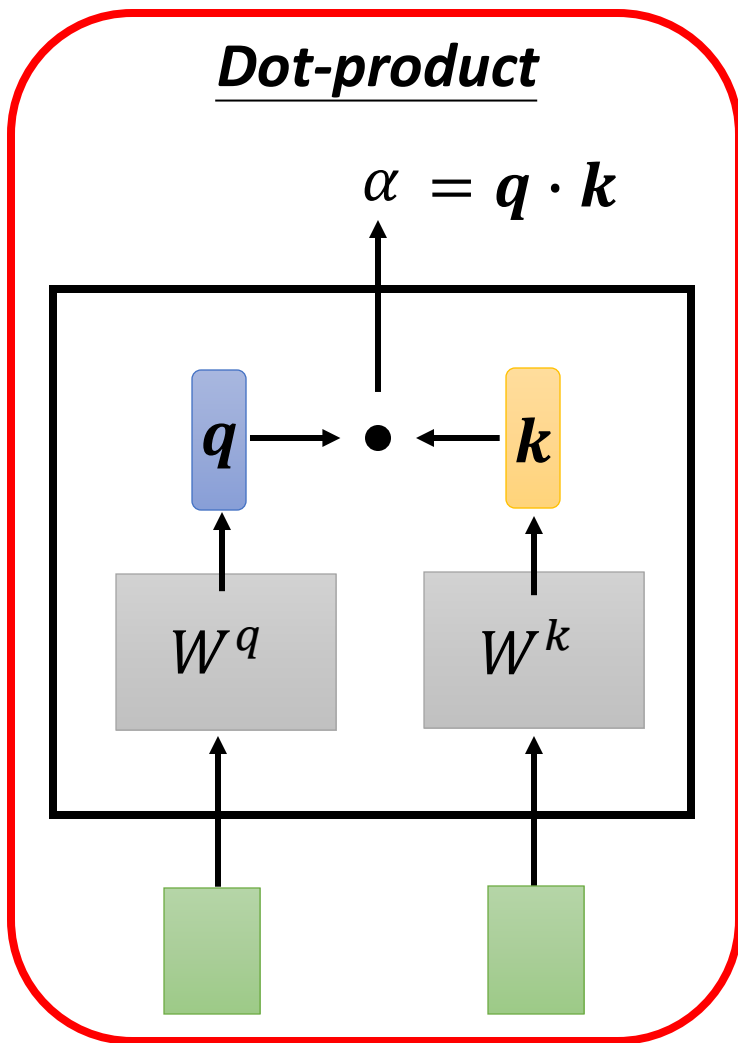 Dot-product
α = q · k
q k
W^q W^k